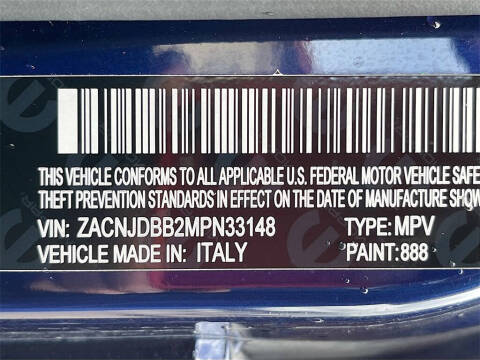 THIS VEHICLE CONFORMS TO ALL APPLICABLE U.S. FEDERAL MOTOR VEHICLE SAFE
THEFT PREVENTION STANDARDS IN EFFECT ON THE DATE OF MANUFACTURE SHOW
VIN: ZACNJDBB2MPN33148 TYPE: MPV
VEHICLE MADE IN: ITALY PAINT: 888